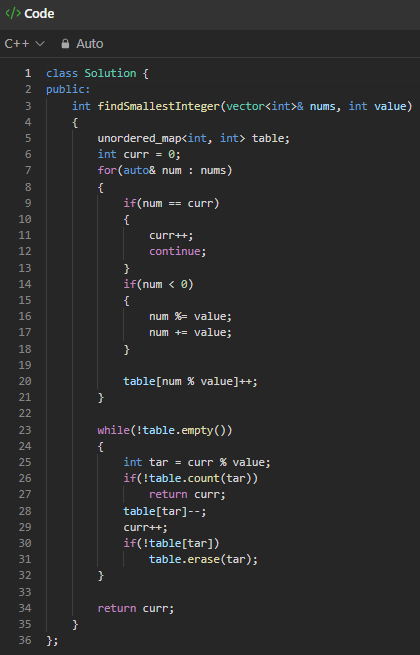 </> Code
C++ Auto
1 class Solution {
2 public:
3     int findSmallestInteger(vector<int>& nums, int value)
4     {
5         unordered_map<int, int> table;
6         int curr = 0;
7         for(auto& num : nums)
8         {
9             if(num == curr)
10             {
11                 curr++;
12                 continue;
13             }
14             if(num < 0)
15             {
16                 num %= value;
17                 num += value;
18             }
19
20             table[num % value]++;
21         }
22
23         while(!table.empty())
24         {
25             int tar = curr % value;
26             if(!table.count(tar))
27                 return curr;
28             table[tar]--;
29             curr++;
30             if(!table[tar])
31                 table.erase(tar);
32         }
33
34         return curr;
35     }
36 };